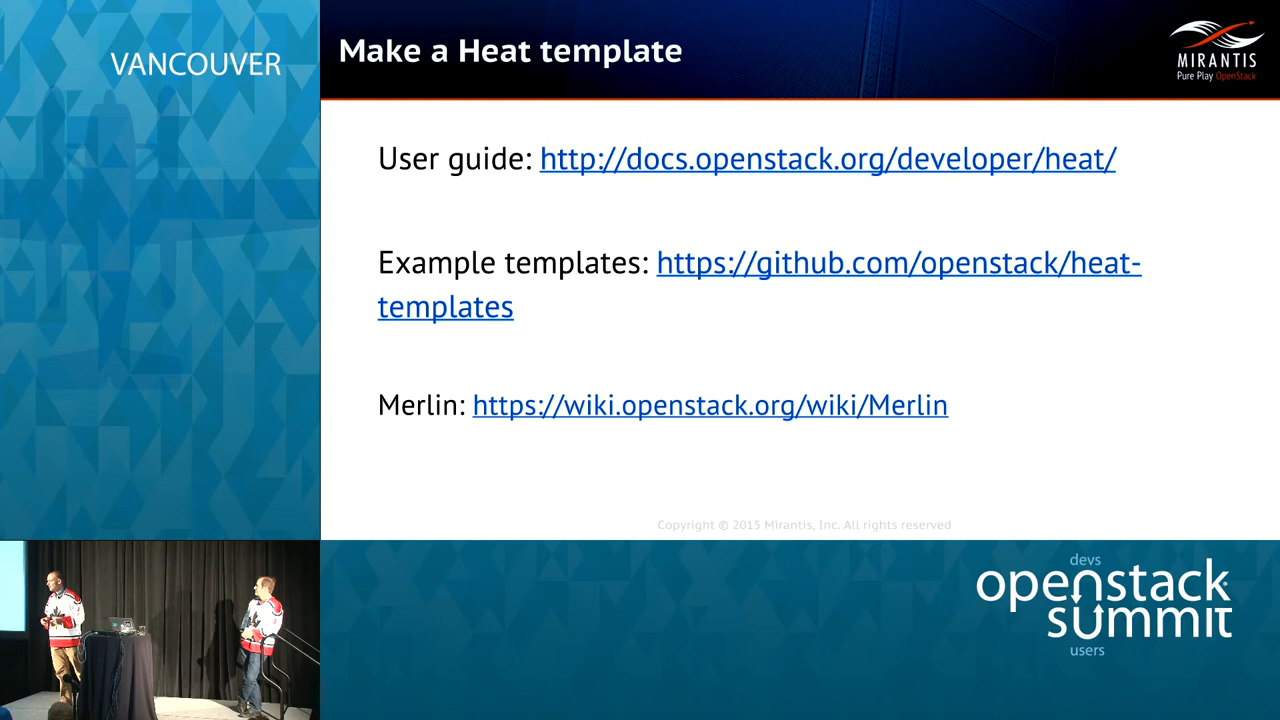 VANCOUVER
Make a Heat template
MIRANTIS
Pure Play OpenStack
User guide: http://docs.openstack.org/developer/heat/
Example templates: https://github.com/openstack/heat-
templates
Merlin: https://wiki.openstack.org/wiki/Merlin
Copyright © 2015 Mirantis, Inc. All rights reserved
devs
openstack
summit
users